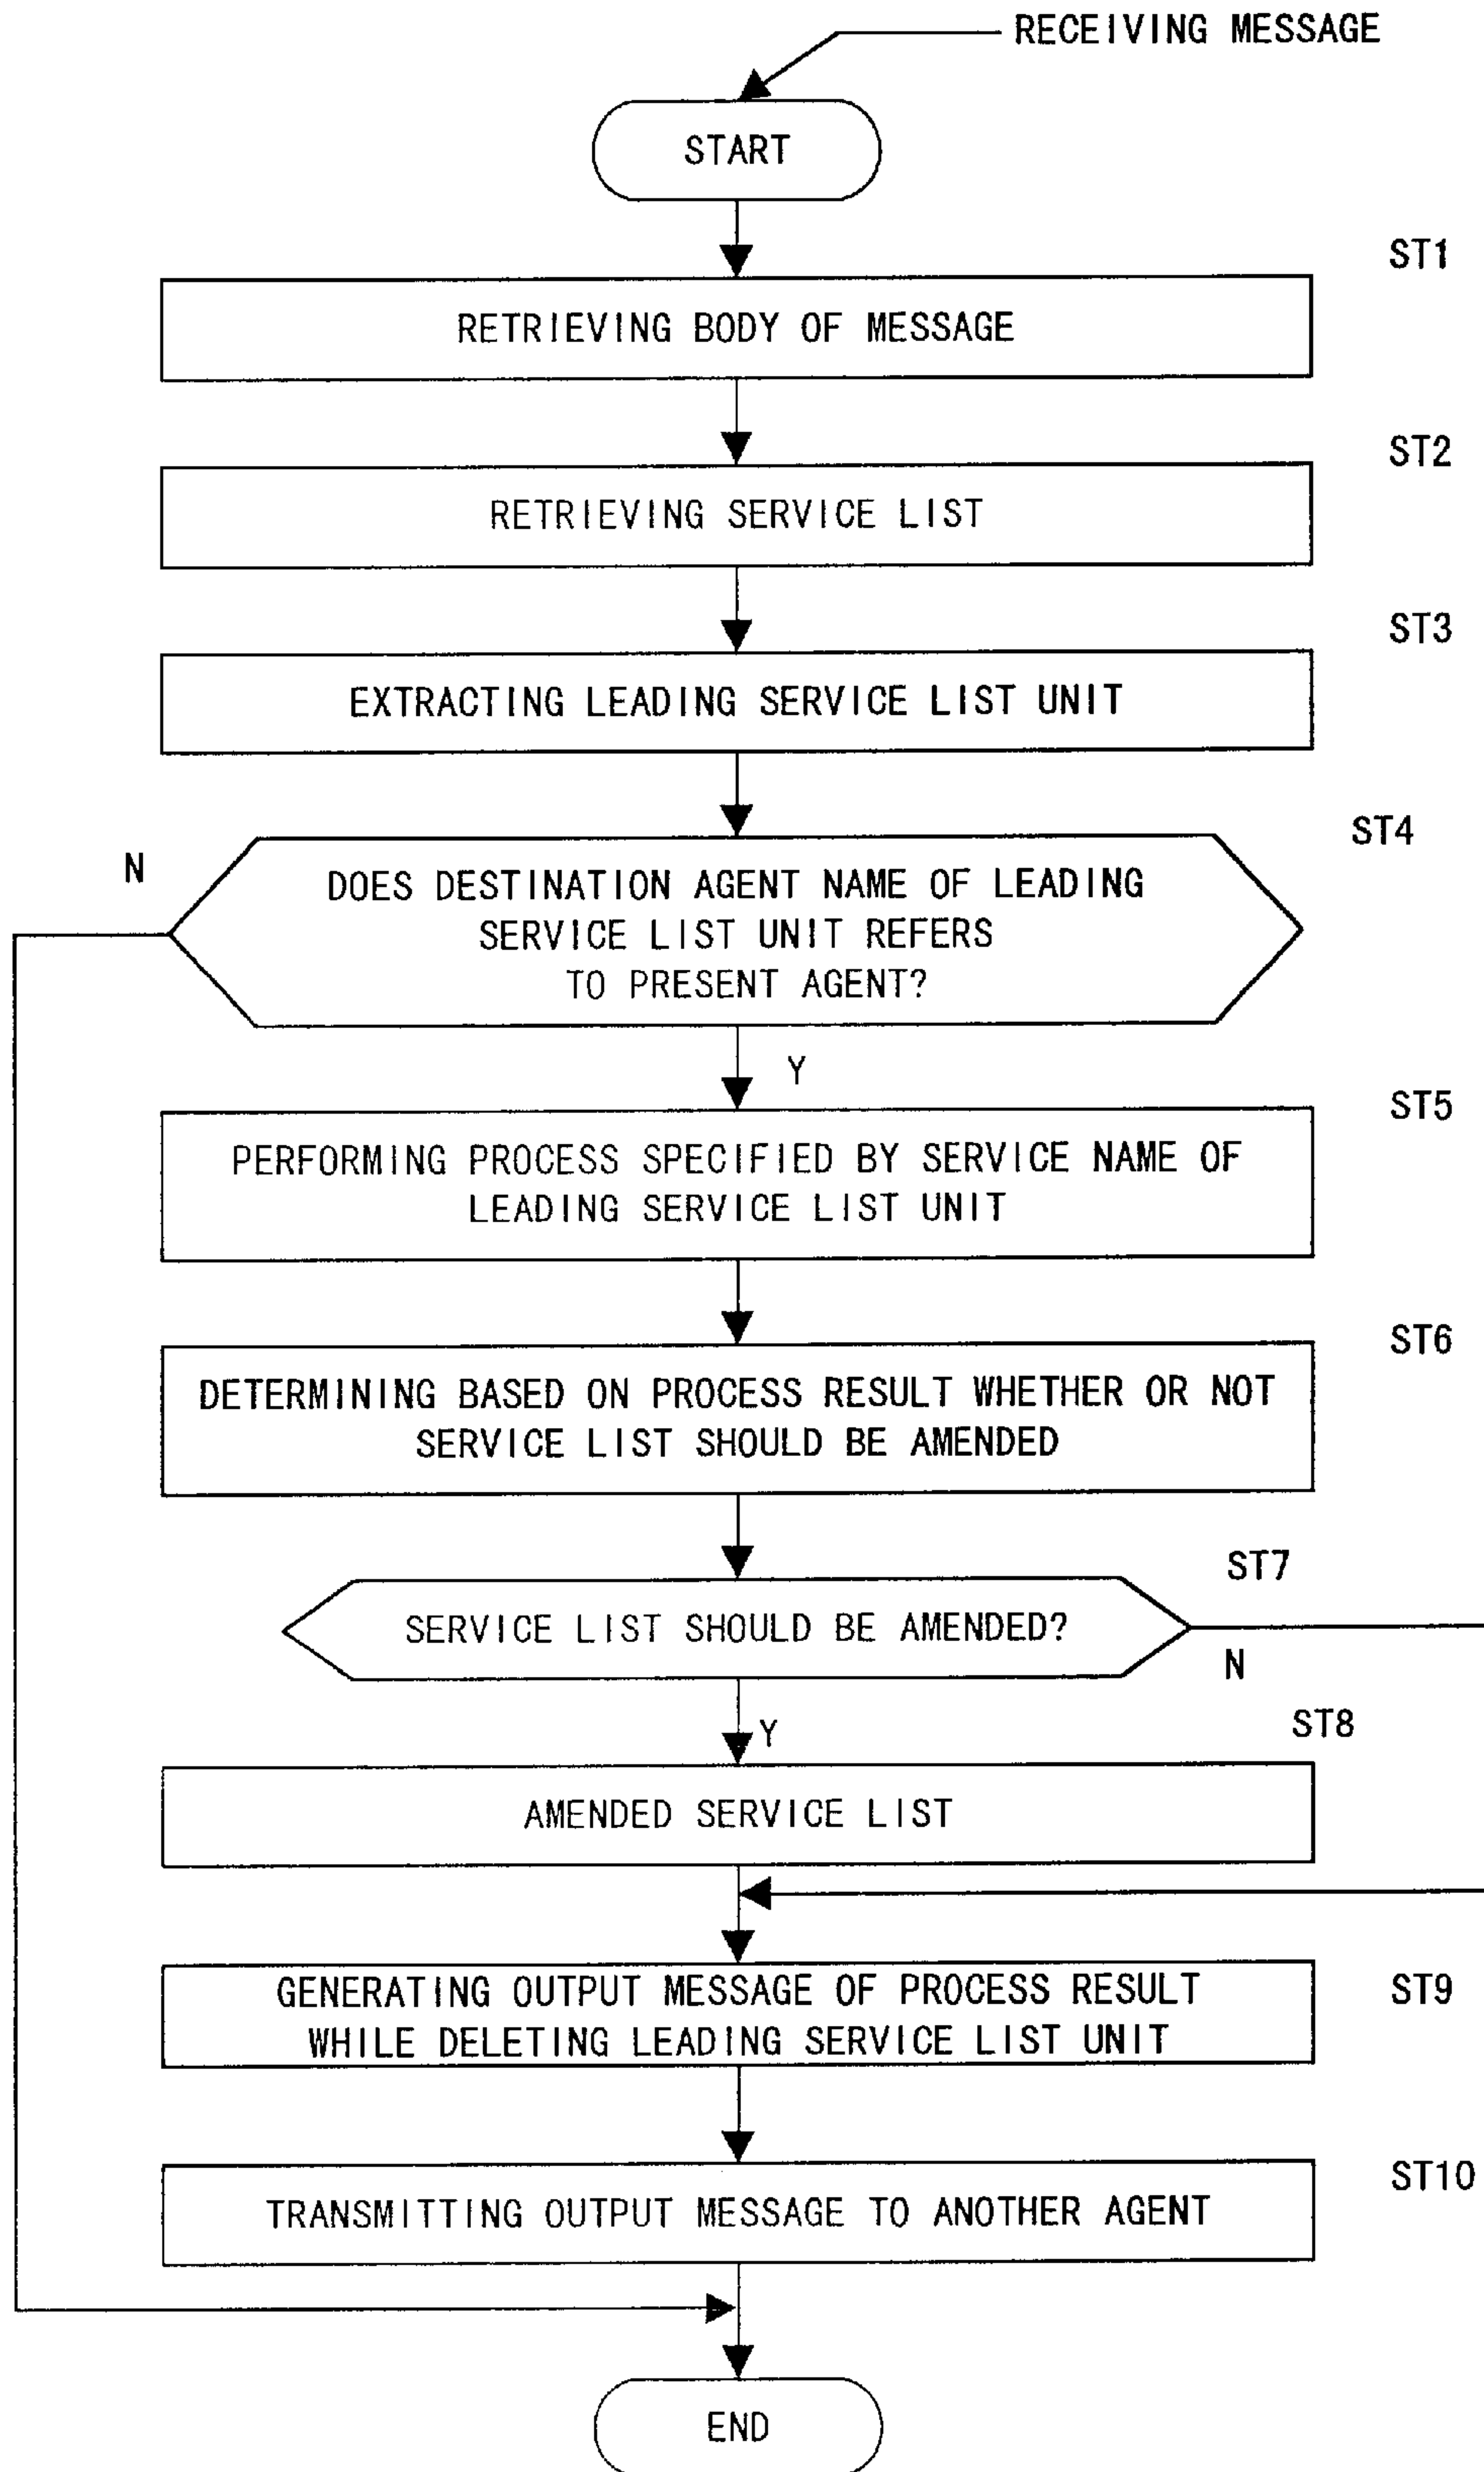 RECEIVING MESSAGE
START
ST1
RETRIEVING BODY OF MESSAGE
ST2
RETRIEVING SERVICE LIST
ST3
EXTRACTING LEADING SERVICE LIST UNIT
ST4
N
DOES DESTINATION AGENT NAME OF LEADING
SERVICE LIST UNIT REFERS
TO PRESENT AGENT?
Y
ST5
PERFORMING PROCESS SPECIFIED BY SERVICE NAME OF
LEADING SERVICE LIST UNIT
ST6
DETERMINING BASED ON PROCESS RESULT WHETHER OR NOT
SERVICE LIST SHOULD BE AMENDED
ST7
SERVICE LIST SHOULD BE AMENDED?
N
Y
ST8
AMENDED SERVICE LIST
ST9
GENERATING OUTPUT MESSAGE OF PROCESS RESULT
WHILE DELETING LEADING SERVICE LIST UNIT
ST10
TRANSMITTING OUTPUT MESSAGE TO ANOTHER AGENT
END